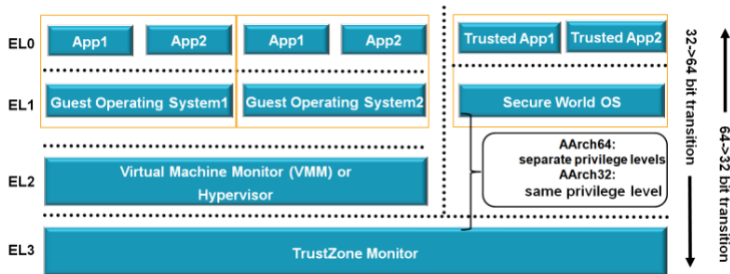 EL0
App1
App2
App1
App2
Trusted App1
Trusted App2
EL1
Guest Operating System1
Guest Operating System2
Secure World OS
AArch64:
separate privilege levels
AArch32:
same privilege level
EL2
Virtual Machine Monitor (VMM) or
Hypervisor
EL3
TrustZone Monitor
32->64 bit transition
64->32 bit transition